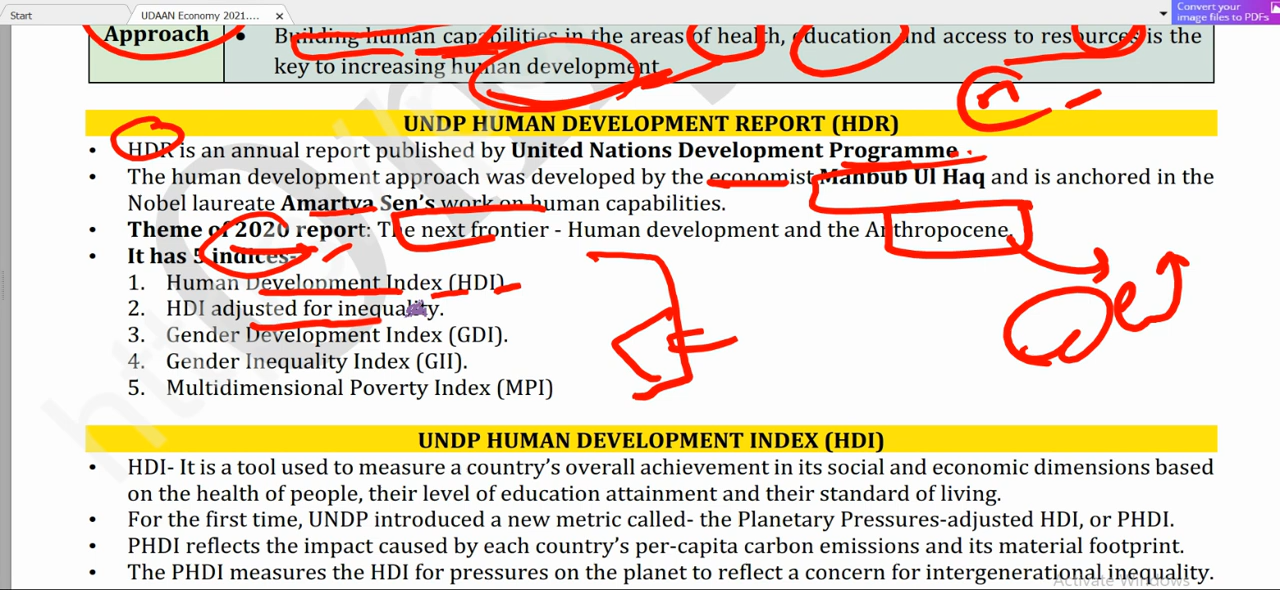 Start
UDAAN Economy 2021.... ×
Convert your
image files to PDFs
Approach
• Building human capabilities in the areas of health, education and access to resources is the
key to increasing human development
UNDP HUMAN DEVELOPMENT REPORT (HDR)
• HDR is an annual report published by United Nations Development Programme
• The human development approach was developed by the economist Mahbub Ul Haq and is anchored in the
Nobel laureate Amartya Sen's work on human capabilities.
• Theme of 2020 report: The next frontier - Human development and the Anthropocene.
• It has 5 indices-
1. Human Development Index (HDI)
2. HDI adjusted for inequality.
3. Gender Development Index (GDI).
4. Gender Inequality Index (GII).
5. Multidimensional Poverty Index (MPI)
UNDP HUMAN DEVELOPMENT INDEX (HDI)
• HDI- It is a tool used to measure a country's overall achievement in its social and economic dimensions based
on the health of people, their level of education attainment and their standard of living.
• For the first time, UNDP introduced a new metric called- the Planetary Pressures-adjusted HDI, or PHDI.
• PHDI reflects the impact caused by each country's per-capita carbon emissions and its material footprint.
• The PHDI measures the HDI for pressures on the planet to reflect a concern for intergenerational inequality.
Activate Windows